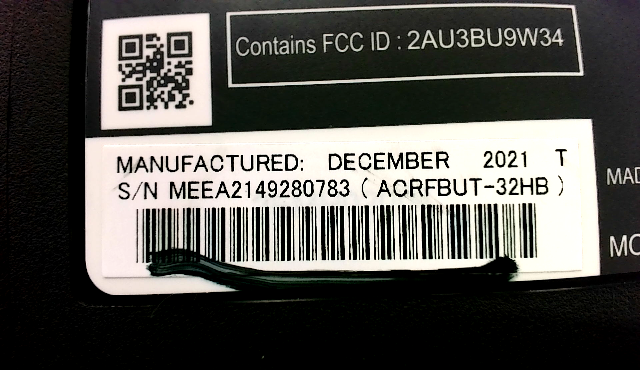 Contains FCC ID : 2AU3BU9W34
MANUFACTURED: DECEMBER 2021 T
S/N MEEA2149280783 ( ACRFBUT-32HB )